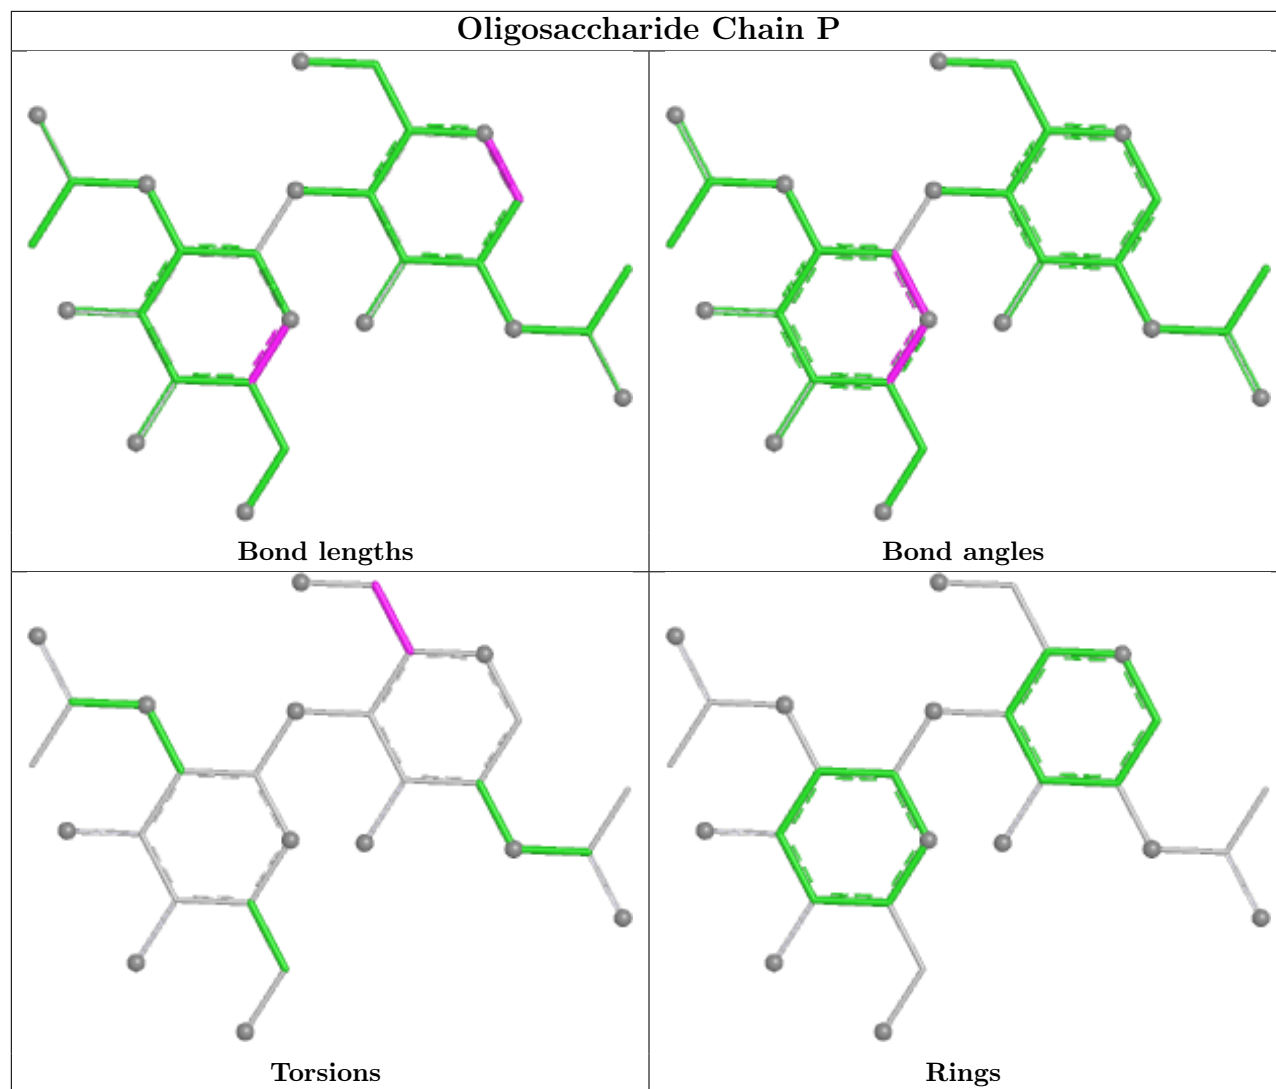 Oligosaccharide Chain P
Bond lengths
Bond angles
Torsions
Rings